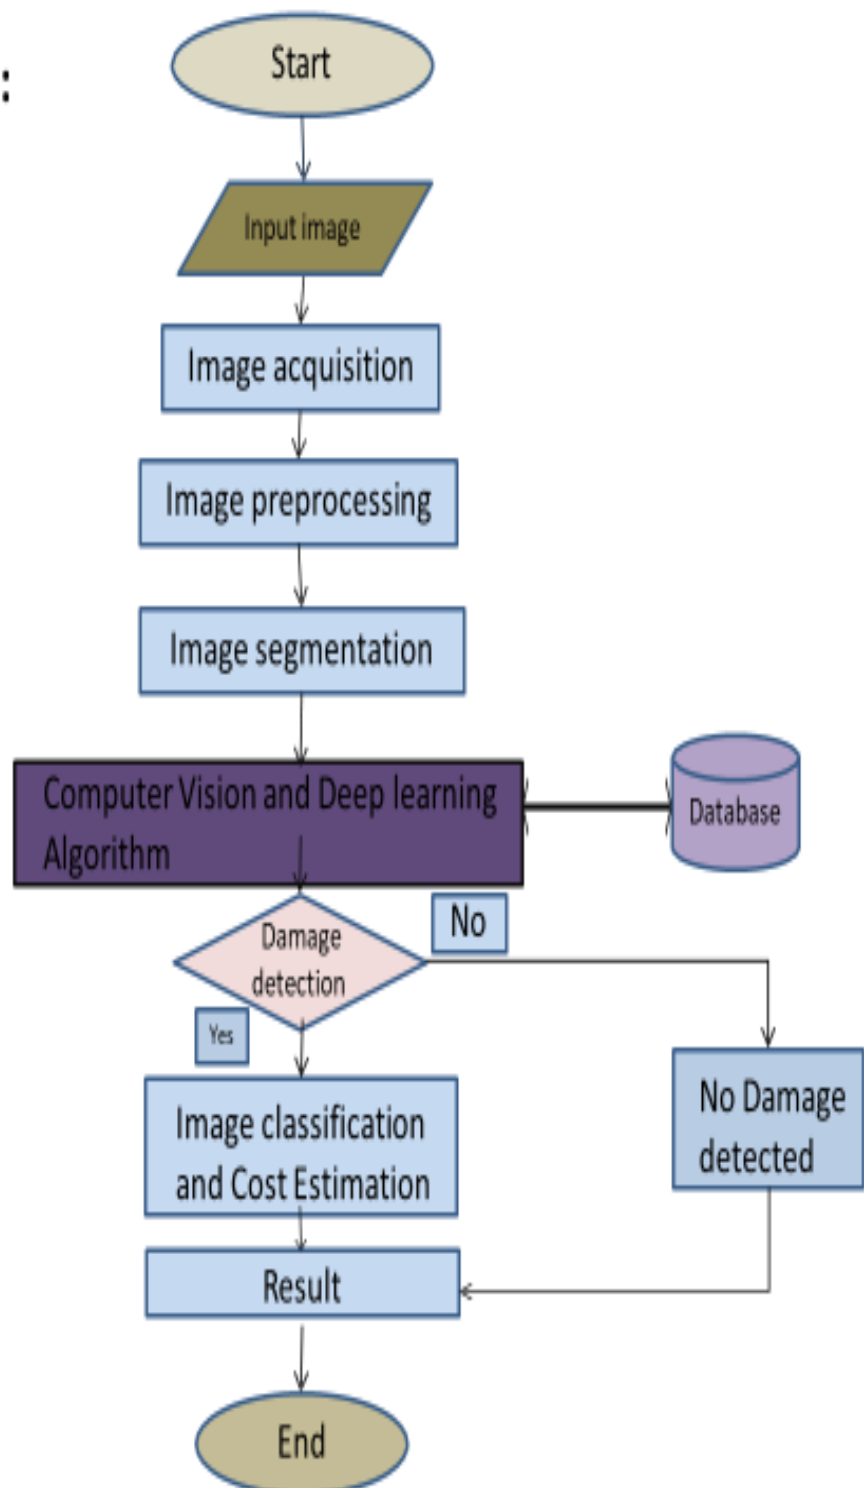 :
Start
Input image
Image acquisition
Image preprocessing
Image segmentation
Computer Vision and Deep learning
Algorithm
Database
Damage
detection
No
Yes
Image classification
and Cost Estimation
No Damage
detected
Result
End